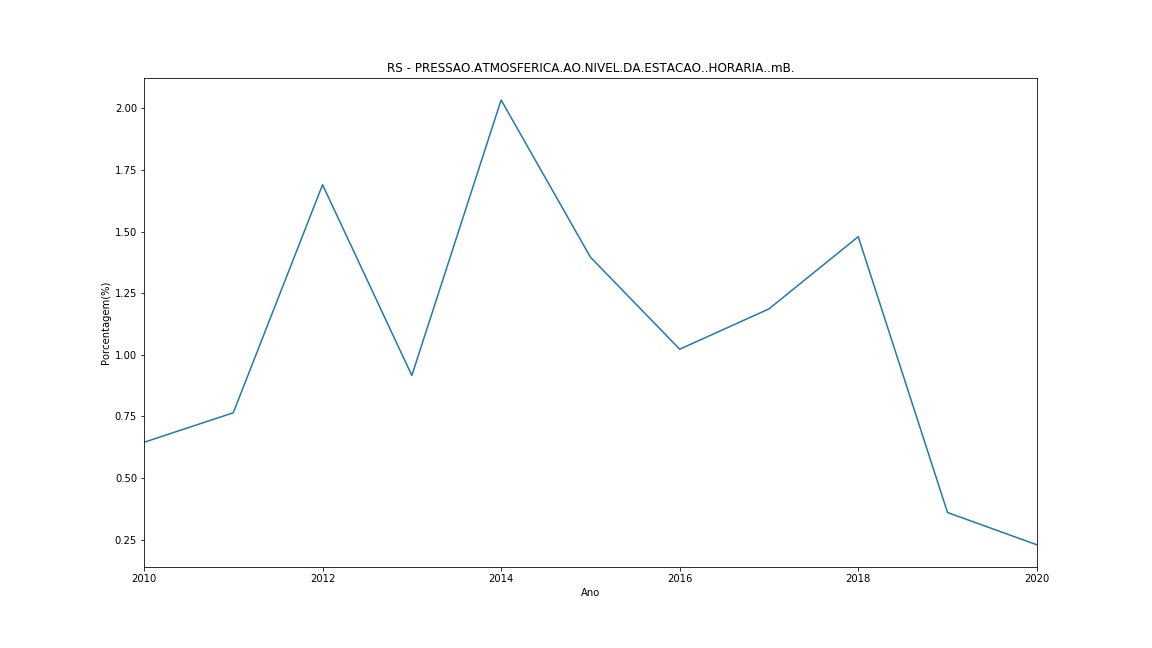 RS - PRESSAO.ATMOSFERICA.AO.NIVEL.DA.ESTACAO..HORARIA..mB.
Porcentagem(%)
2.00
1.75
1.50
1.25
1.00
0.75
0.50
0.25
2010 2012 2014 2016 2018 2020
Ano